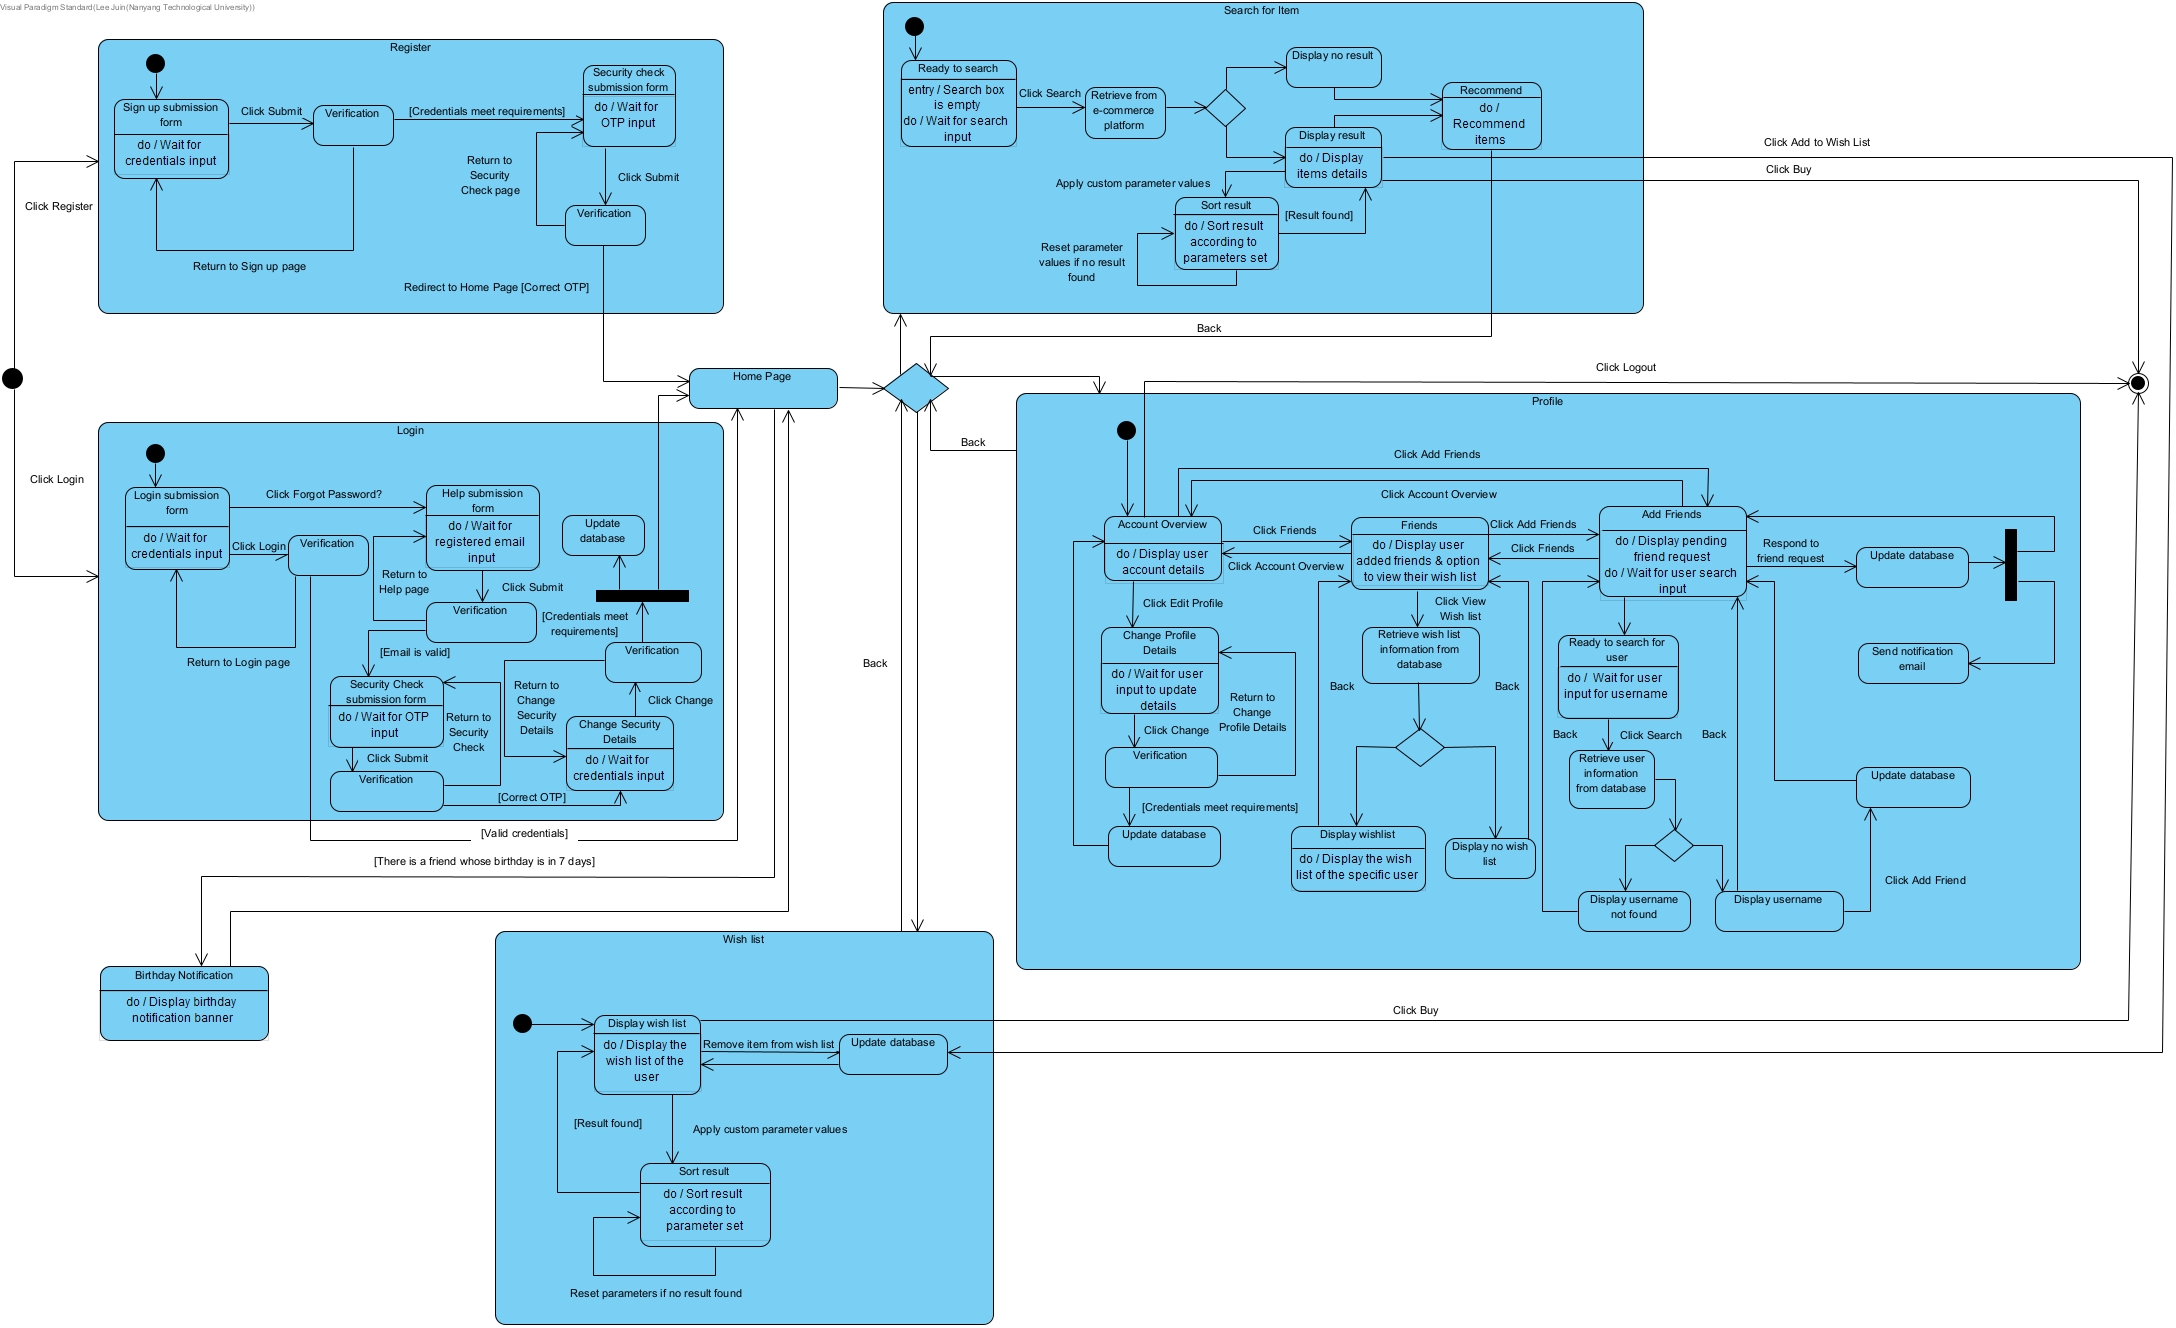 Visual Paradigm Standard(Lee Juin(Nanyang Technological University))
Register
Sign up submission
form
do / Wait for
credentials input
Click Submit
Verification
[Credentials meet requirements]
Security check
submission form
do / Wait for
OTP input
Return to
Security
Check page
Click Submit
Verification
Return to Sign up page
Redirect to Home Page [Correct OTP]
Click Register
Click Login
Search for Item
Ready to search
entry / Search box
is empty
do / Wait for search
input
Click Search
Retrieve from
e-commerce
platform
Display no result
Recommend
do /
Recommend
items
Display result
do / Display
items details
Apply custom parameter values
Sort result
do / Sort result
according to
parameters set
[Result found]
Reset parameter
values if no result
found
Click Add to Wish List
Click Buy
Back
Home Page
Click Logout
Back
Back
Login
Login submission
form
do / Wait for
credentials input
Click Forgot Password?
Click Login
Verification
Return to Login page
Help submission
form
do / Wait for
registered email
input
Return to
Help page
Click Submit
Verification
[Email is valid]
Update
database
[Credentials meet
requirements]
Verification
Security Check
submission form
do / Wait for OTP
input
Return to
Security
Check
Click Submit
Verification
Return to
Change
Security
Details
Click Change
Change Security
Details
do / Wait for
credentials input
[Correct OTP]
[Valid credentials]
[There is a friend whose birthday is in 7 days]
Birthday Notification
do / Display birthday
notification banner
Profile
Click Add Friends
Click Account Overview
Account Overview
do / Display user
account details
Click Friends
Click Account Overview
Friends
do / Display user
added friends & option
to view their wish list
Click Add Friends
Click Friends
Add Friends
do / Display pending
friend request
do / Wait for user search
input
Respond to
friend request
Update database
Send notification
email
Click Edit Profile
Change Profile
Details
do / Wait for user
input to update
details
Return to
Change
Profile Details
Click Change
Verification
[Credentials meet requirements]
Update database
Click View
Wish list
Retrieve wish list
information from
database
Back
Back
Display wishlist
do / Display the wish
list of the specific user
Display no wish
list
Ready to search for
user
do / Wait for user
input for username
Back
Click Search
Back
Retrieve user
information
from database
Update database
Click Add Friend
Display username
not found
Display username
Wish list
Display wish list
do / Display the
wish list of the
user
Remove item from wish list
Update database
Click Buy
[Result found]
Apply custom parameter values
Sort result
do / Sort result
according to
parameter set
Reset parameters if no result found